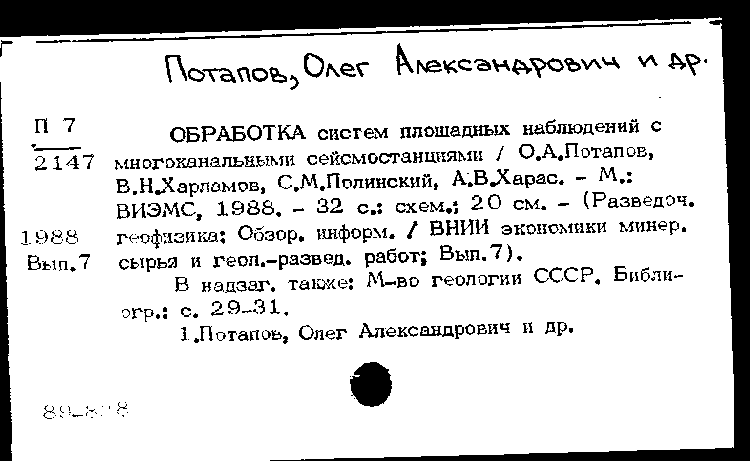 Потапов, Олег Александрович и др.
П 7
2147
1988
Вып.7
ОБРАБОТКА систем площадных наблюдений с
многоканальными сейсмостанциями / О.А.Потапов,
В.Н.Харламов, С.М.Полинский, А.В.Харас. – М.:
ВИЭМС, 1988. – 32 с.: схем.; 20 см. – (Разведоч.
геофизика: Обзор. информ. / ВНИИ экономики минер.
сырья и геол.-развед. работ; Вып.7).
В надзаг. также: М-во геологии СССР. Библи-
огр.: с. 29-31.
1.Потапов, Олег Александрович и др.